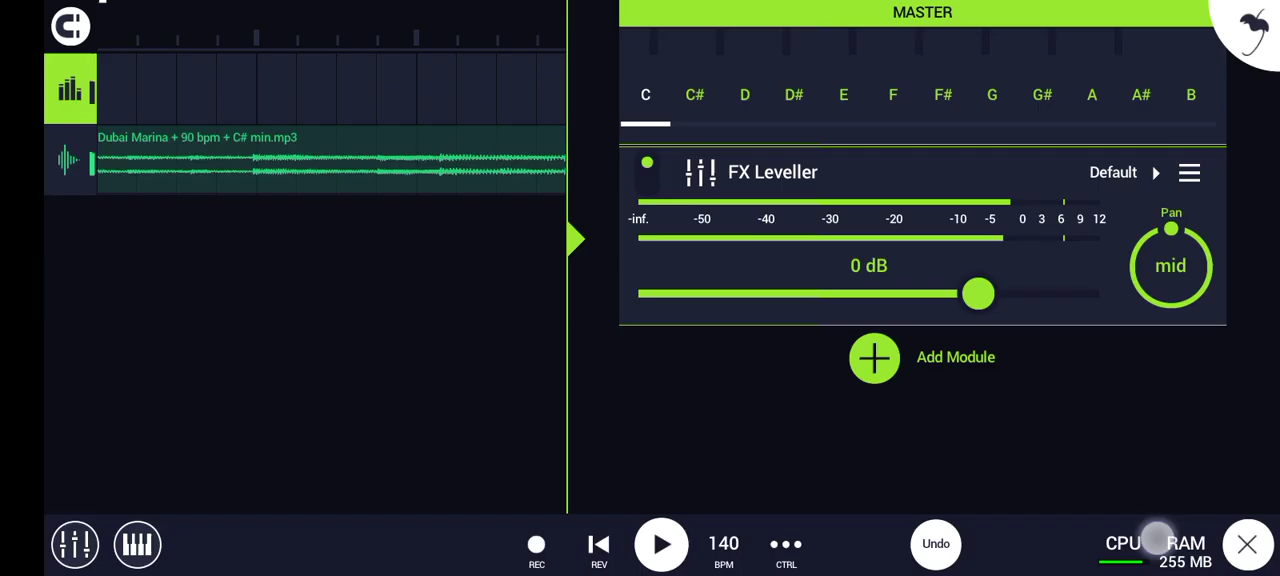 MASTER
C C# D D# E F F# G G# A A# B
Dubai Marina + 90 bpm + C# min.mp3
FX Leveller Default
-inf. -50 -40 -30 -20 -10 -5 0 3 6 9 12
Pan
0 dB
mid
Add Module
140
Undo
CPU RAM
REC REV BPM CTRL
255 MB